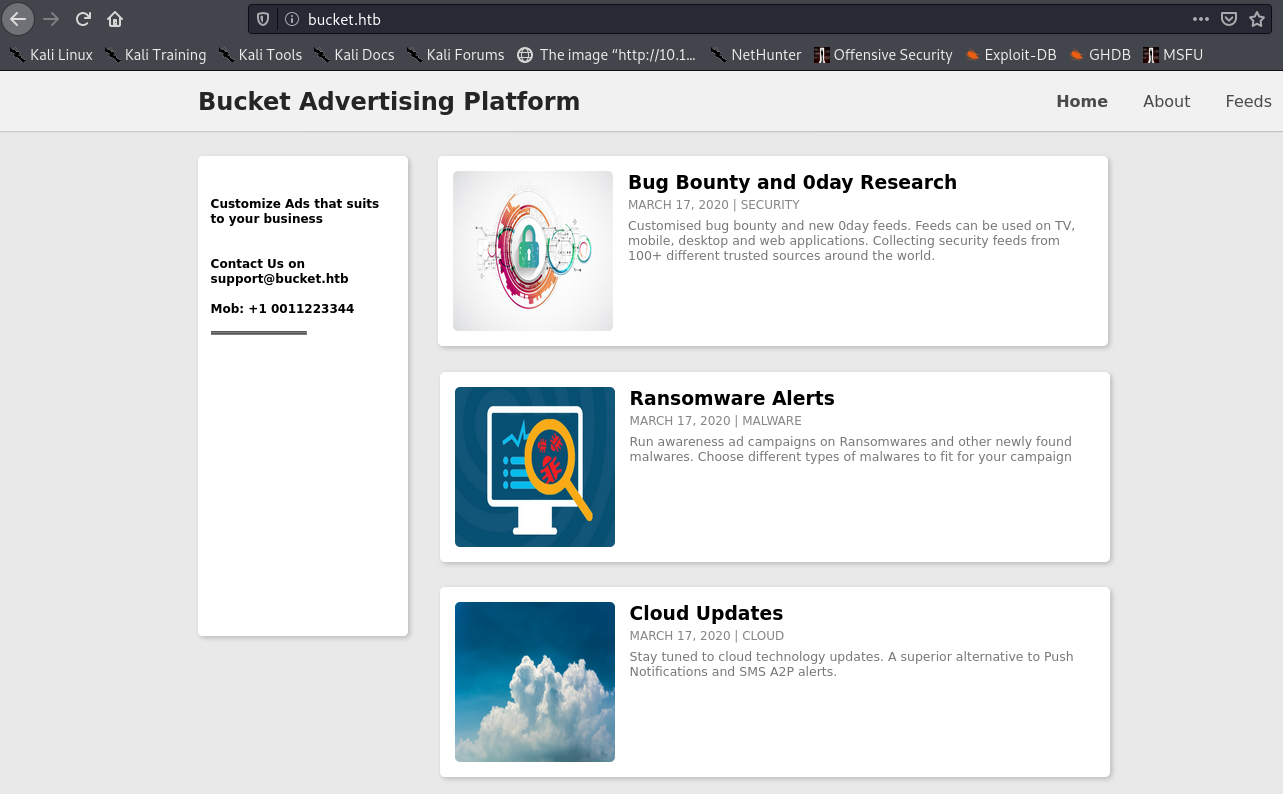 bucket.htb
Kali Linux Kali Training Kali Tools Kali Docs Kali Forums The image “http://10.1... NetHunter Offensive Security Exploit-DB GHDB MSFU
Bucket Advertising Platform
Home About Feeds
Customize Ads that suits
to your business
Contact Us on
support@bucket.htb
Mob: +1 0011223344
Bug Bounty and 0day Research
MARCH 17, 2020 | SECURITY
Customised bug bounty and new 0day feeds. Feeds can be used on TV,
mobile, desktop and web applications. Collecting security feeds from
100+ different trusted sources around the world.
Ransomware Alerts
MARCH 17, 2020 | MALWARE
Run awareness ad campaigns on Ransomwares and other newly found
malwares. Choose different types of malwares to fit for your campaign
Cloud Updates
MARCH 17, 2020 | CLOUD
Stay tuned to cloud technology updates. A superior alternative to Push
Notifications and SMS A2P alerts.